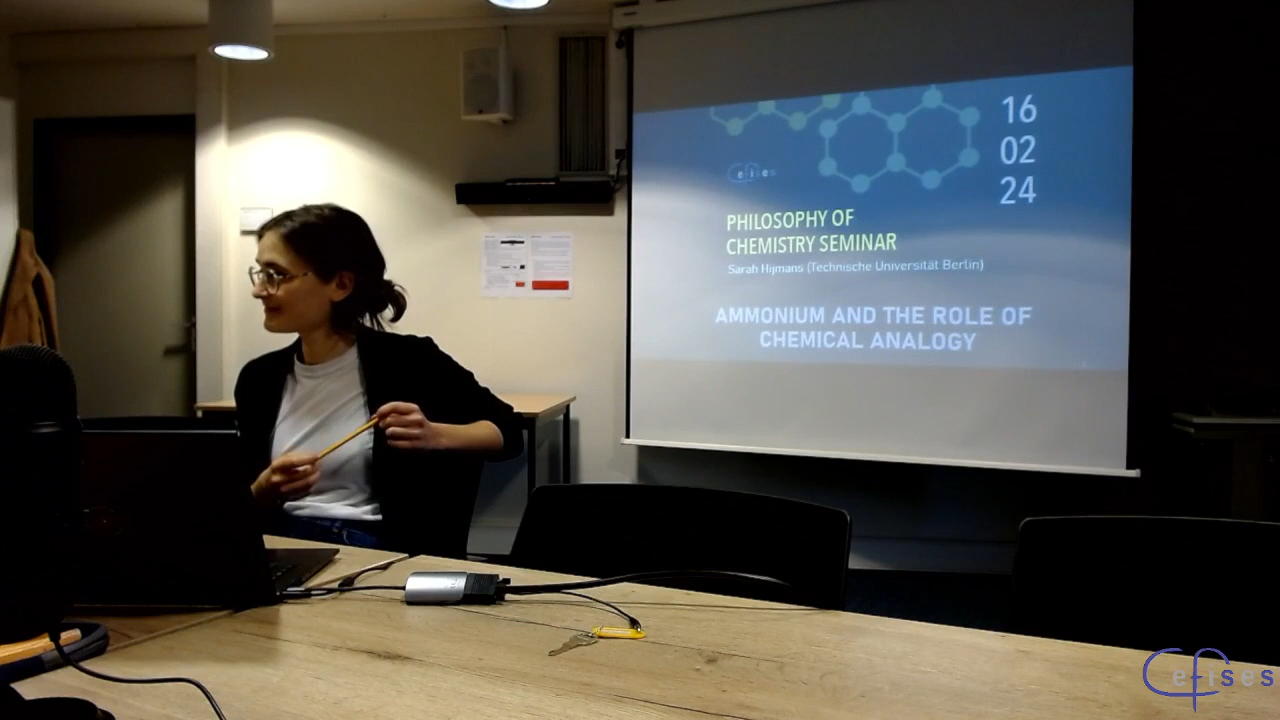 16
02
24
Cefises
PHILOSOPHY OF
CHEMISTRY SEMINAR
Sarah Hijmans (Technische Universität Berlin)
AMMONIUM AND THE ROLE OF
CHEMICAL ANALOGY
Cefises